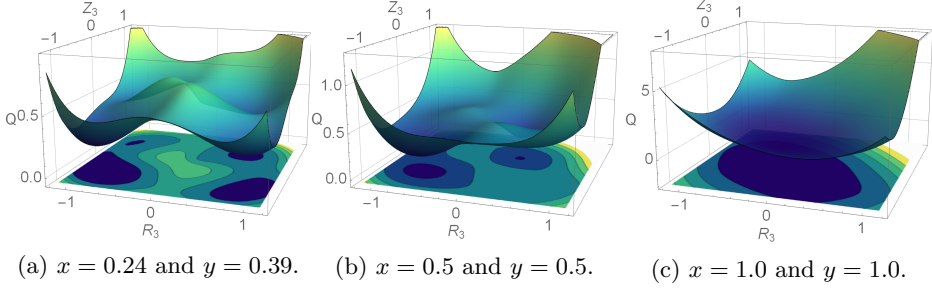 Z3
-1
0
1
Q
0.5
0.0
-1
0
1
R3
Z3
-1
0
1
Q
1.0
0.5
0.0
-1
0
1
R3
Z3
-1
0
1
Q
5
0
-1
0
1
R3
(a) x = 0.24 and y = 0.39.
(b) x = 0.5 and y = 0.5.
(c) x = 1.0 and y = 1.0.